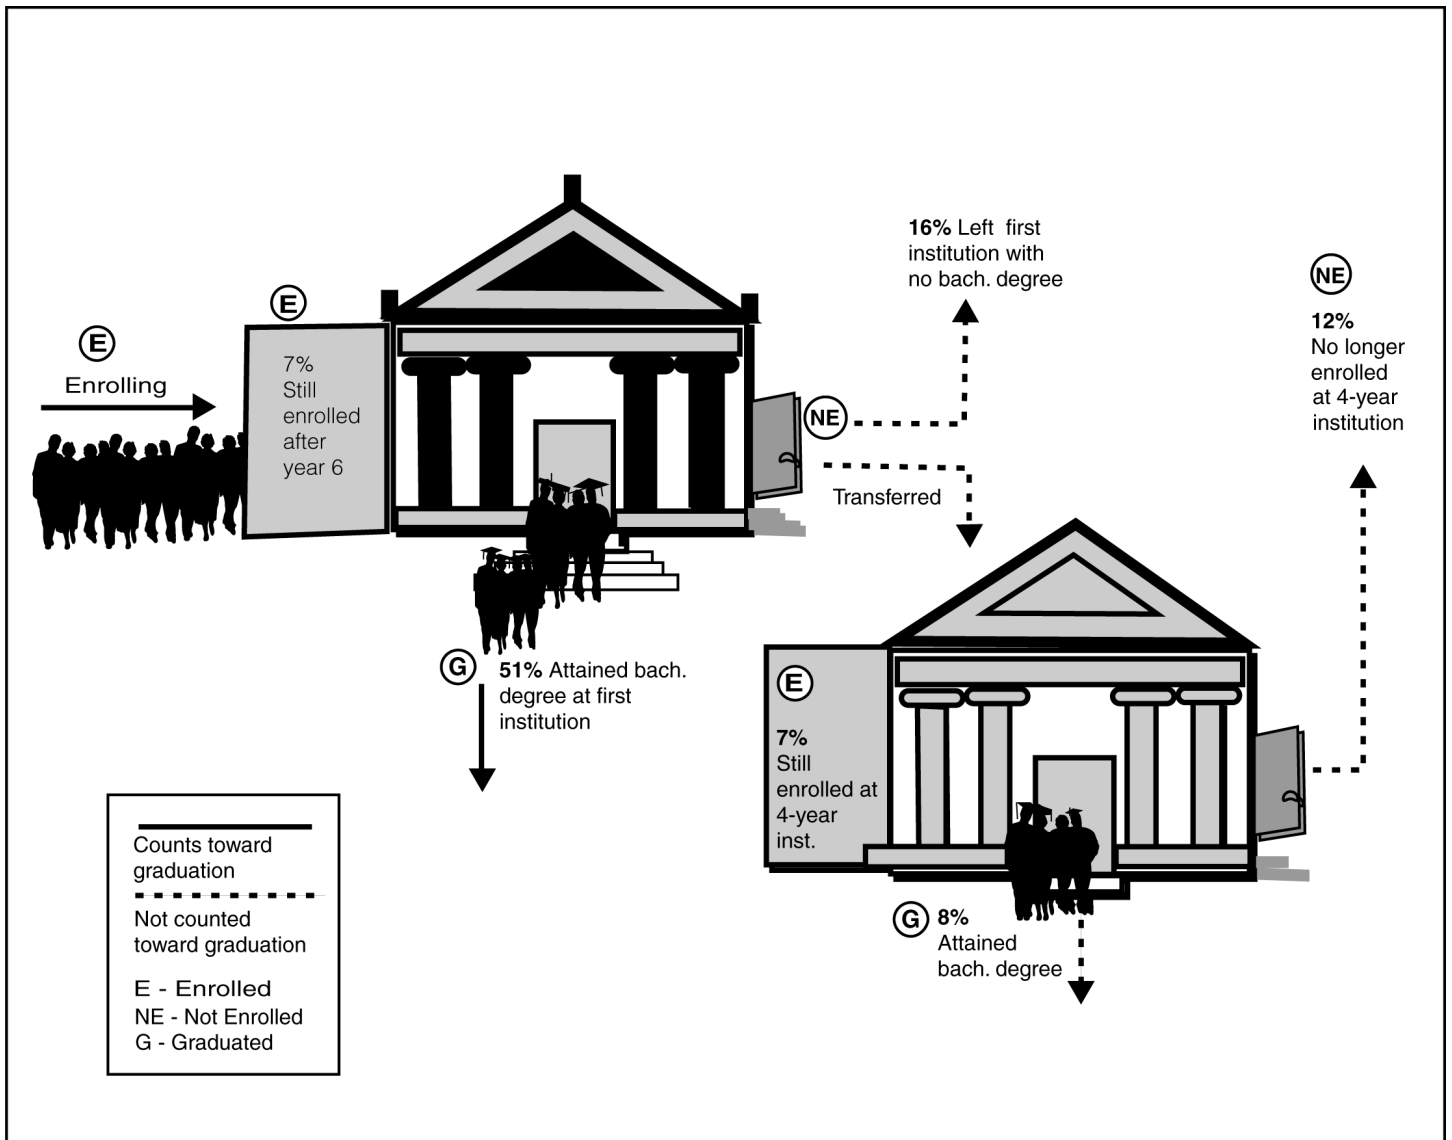 E
Enrolling
E
7%
Still
enrolled
after
year 6
NE
16% Left first
institution with
no bach. degree
Transferred
NE
12%
No longer
enrolled
at 4-year
institution
G
51% Attained bach.
degree at first
institution
E
7%
Still
enrolled at
4-year
inst.
G
8%
Attained
bach. degree
Counts toward
graduation
Not counted
toward graduation
E - Enrolled
NE - Not Enrolled
G - Graduated